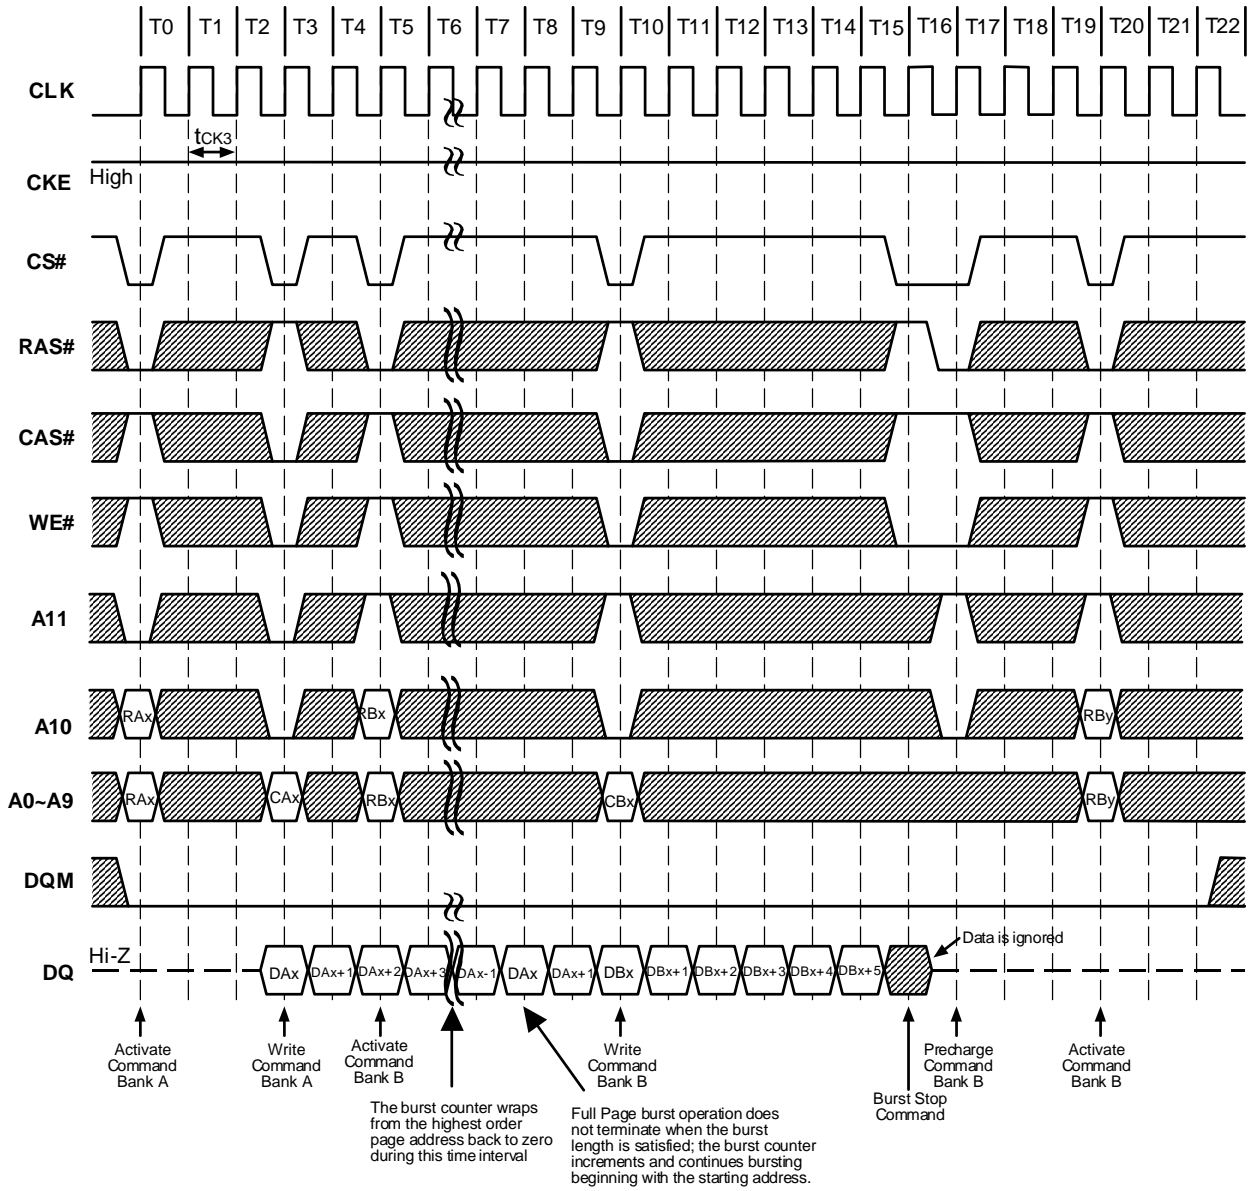 T0 T1 T2 T3 T4 T5 T6 T7 T8 T9 T10 T11 T12 T13 T14 T15 T16 T17 T18 T19 T20 T21 T22
CLK
tCK3
CKE High
CS#
RAS#
CAS#
WE#
A11
A10 RAx RBx RBy
A0~A9 RAx CAx RBx CBx RBy
DQM
Data is ignored
DQ Hi-Z DAx DAx+1 DAx+2 DAx+3 DAx-1 DAx DAx+1 DBx DBx+1 DBx+2 DBx+3 DBx+4 DBx+5
Activate
Command
Bank A
Write
Command
Bank A
Activate
Command
Bank B
The burst counter wraps
from the highest order
page address back to zero
during this time interval
Full Page burst operation does
not terminate when the burst
length is satisfied; the burst counter
increments and continues bursting
beginning with the starting address.
Write
Command
Bank B
Burst Stop
Command
Precharge
Command
Bank B
Activate
Command
Bank B